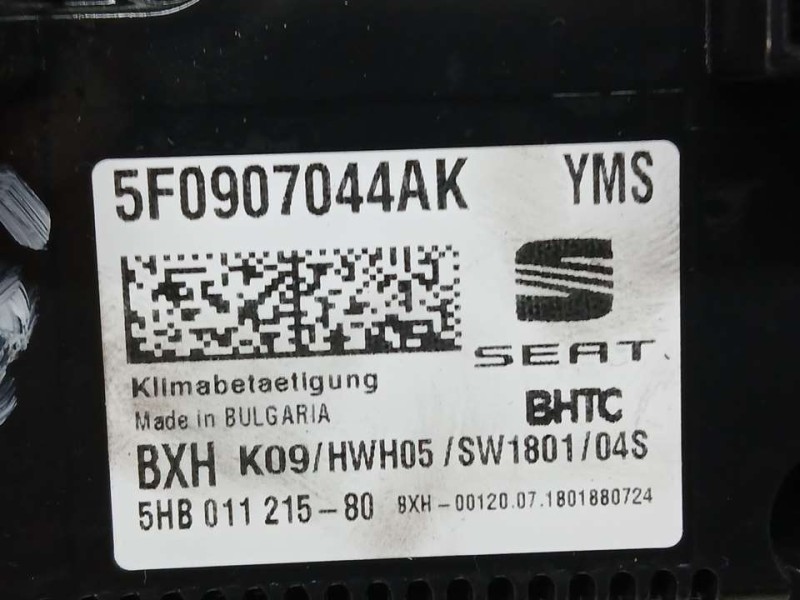 5F0907044AK YMS
SEAT
Klimabetaetigung
Made in BULGARIA
BHTC
BXH K09/HWH05/SW1801/04S
5HB 011 215-80 BXH-00120.07.1801880724